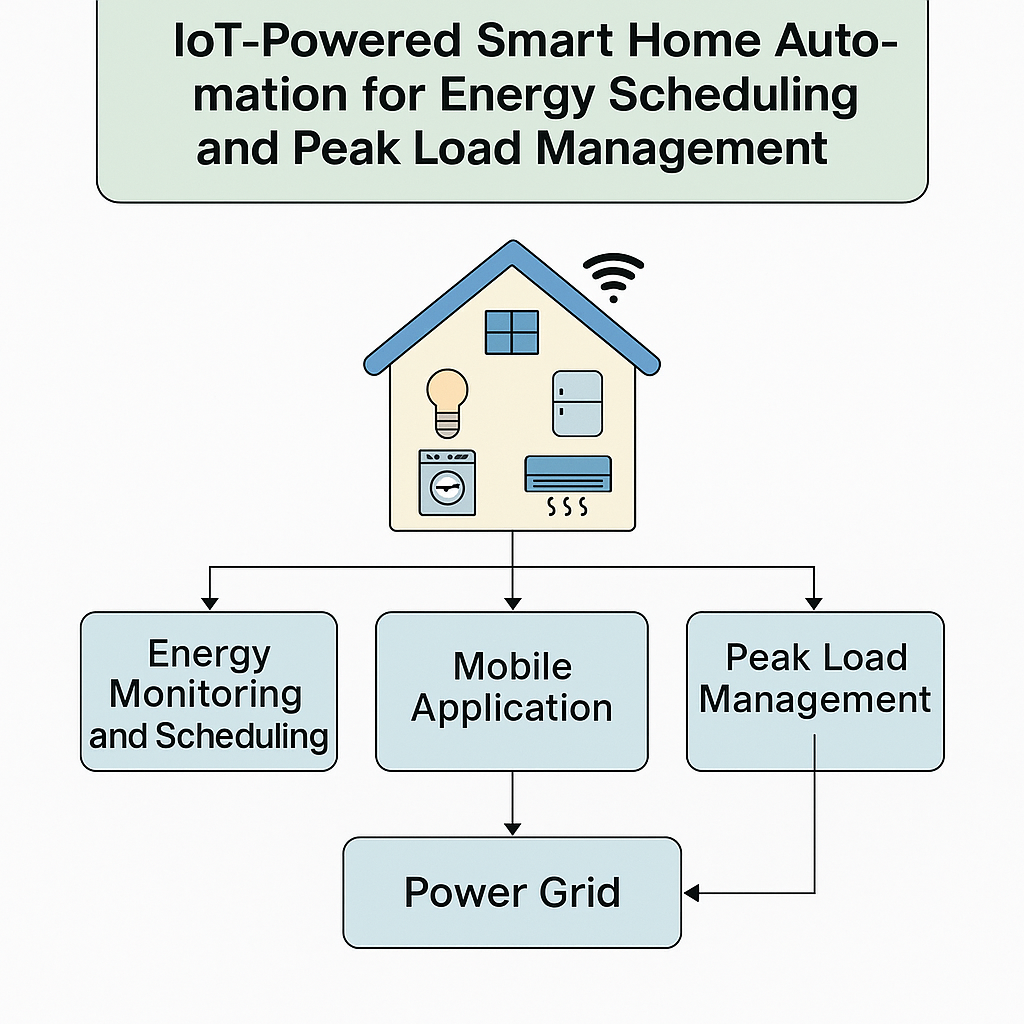 IoT-Powered Smart Home Auto-
mation for Energy Scheduling
and Peak Load Management
Energy
Monitoring
and Scheduling
Mobile
Application
Peak Load
Management
Power Grid